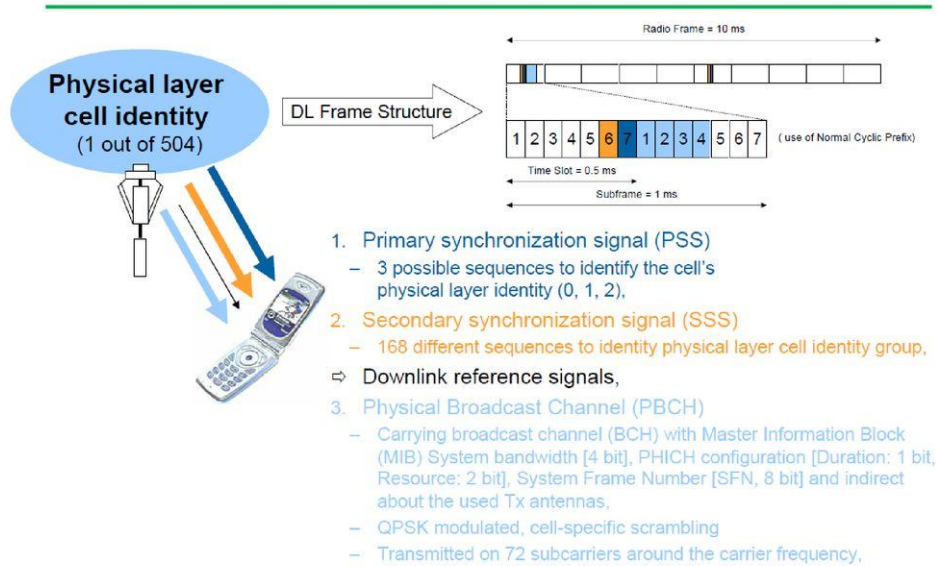 Radio Frame = 10 ms
Physical layer
cell identity
(1 out of 504)
DL Frame Structure
1 2 3 4 5 6 7 1 2 3 4 5 6 7 ( use of Normal Cyclic Prefix)
Time Slot = 0.5 ms
Subframe = 1 ms
1. Primary synchronization signal (PSS)
– 3 possible sequences to identify the cell's
physical layer identity (0, 1, 2),
2. Secondary synchronization signal (SSS)
– 168 different sequences to identity physical layer cell identity group,
⇨ Downlink reference signals,
3. Physical Broadcast Channel (PBCH)
– Carrying broadcast channel (BCH) with Master Information Block
(MIB) System bandwidth [4 bit], PHICH configuration [Duration: 1 bit,
Resource: 2 bit], System Frame Number [SFN, 8 bit] and indirect
about the used Tx antennas,
– QPSK modulated, cell-specific scrambling
– Transmitted on 72 subcarriers around the carrier frequency,